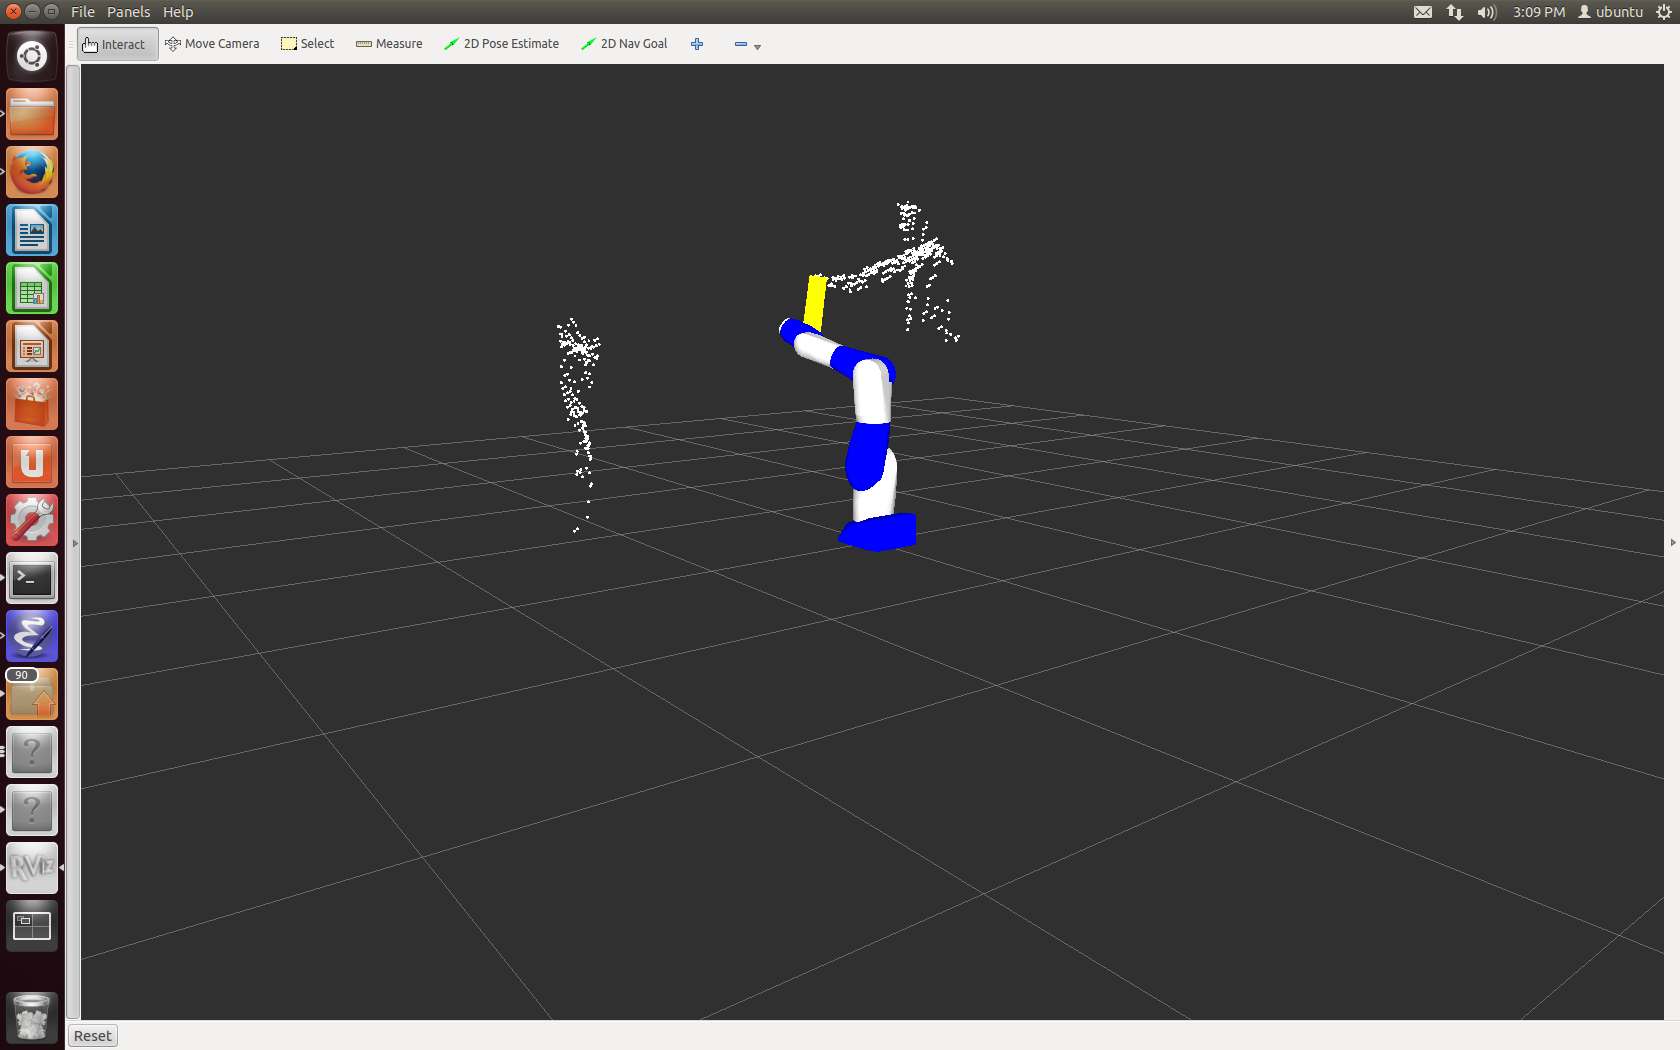 File Panels Help 3:09 PM ubuntu
Interact Move Camera Select Measure 2D Pose Estimate 2D Nav Goal
90
RViz
Reset